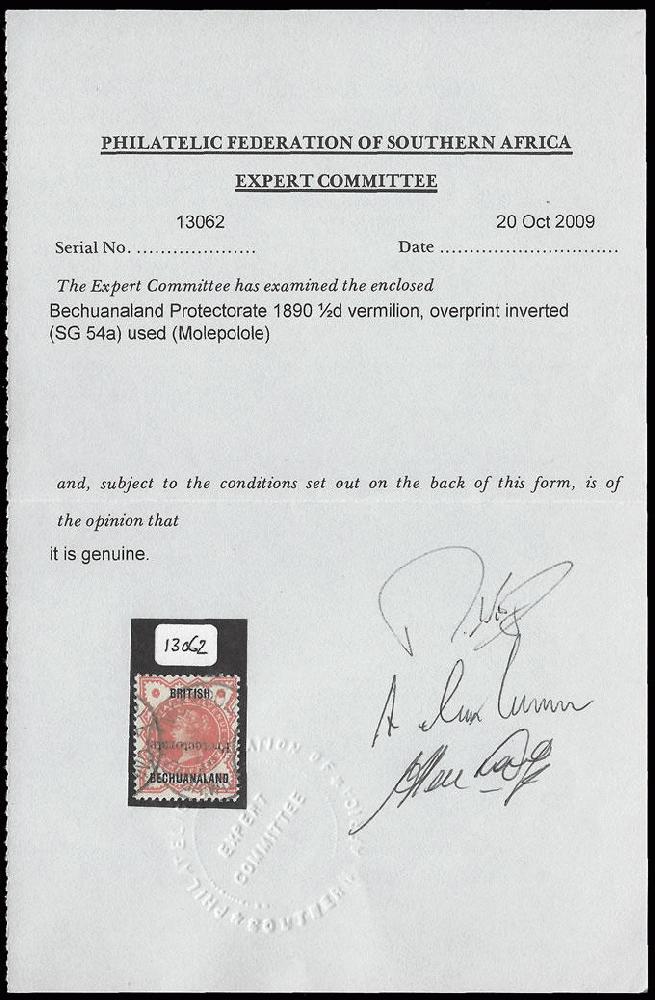 PHILATELIC FEDERATION OF SOUTHERN AFRICA
EXPERT COMMITTEE
13062 20 Oct 2009
Serial No. .................... Date .............................
The Expert Committee has examined the enclosed
Bechuanaland Protectorate 1890 ½d vermilion, overprint inverted
(SG 54a) used (Molepolole)
and, subject to the conditions set out on the back of this form, is of
the opinion that
it is genuine.
13062
BRITISH
Protectorate
BECHUANALAND
EXPERT
COMMITTEE